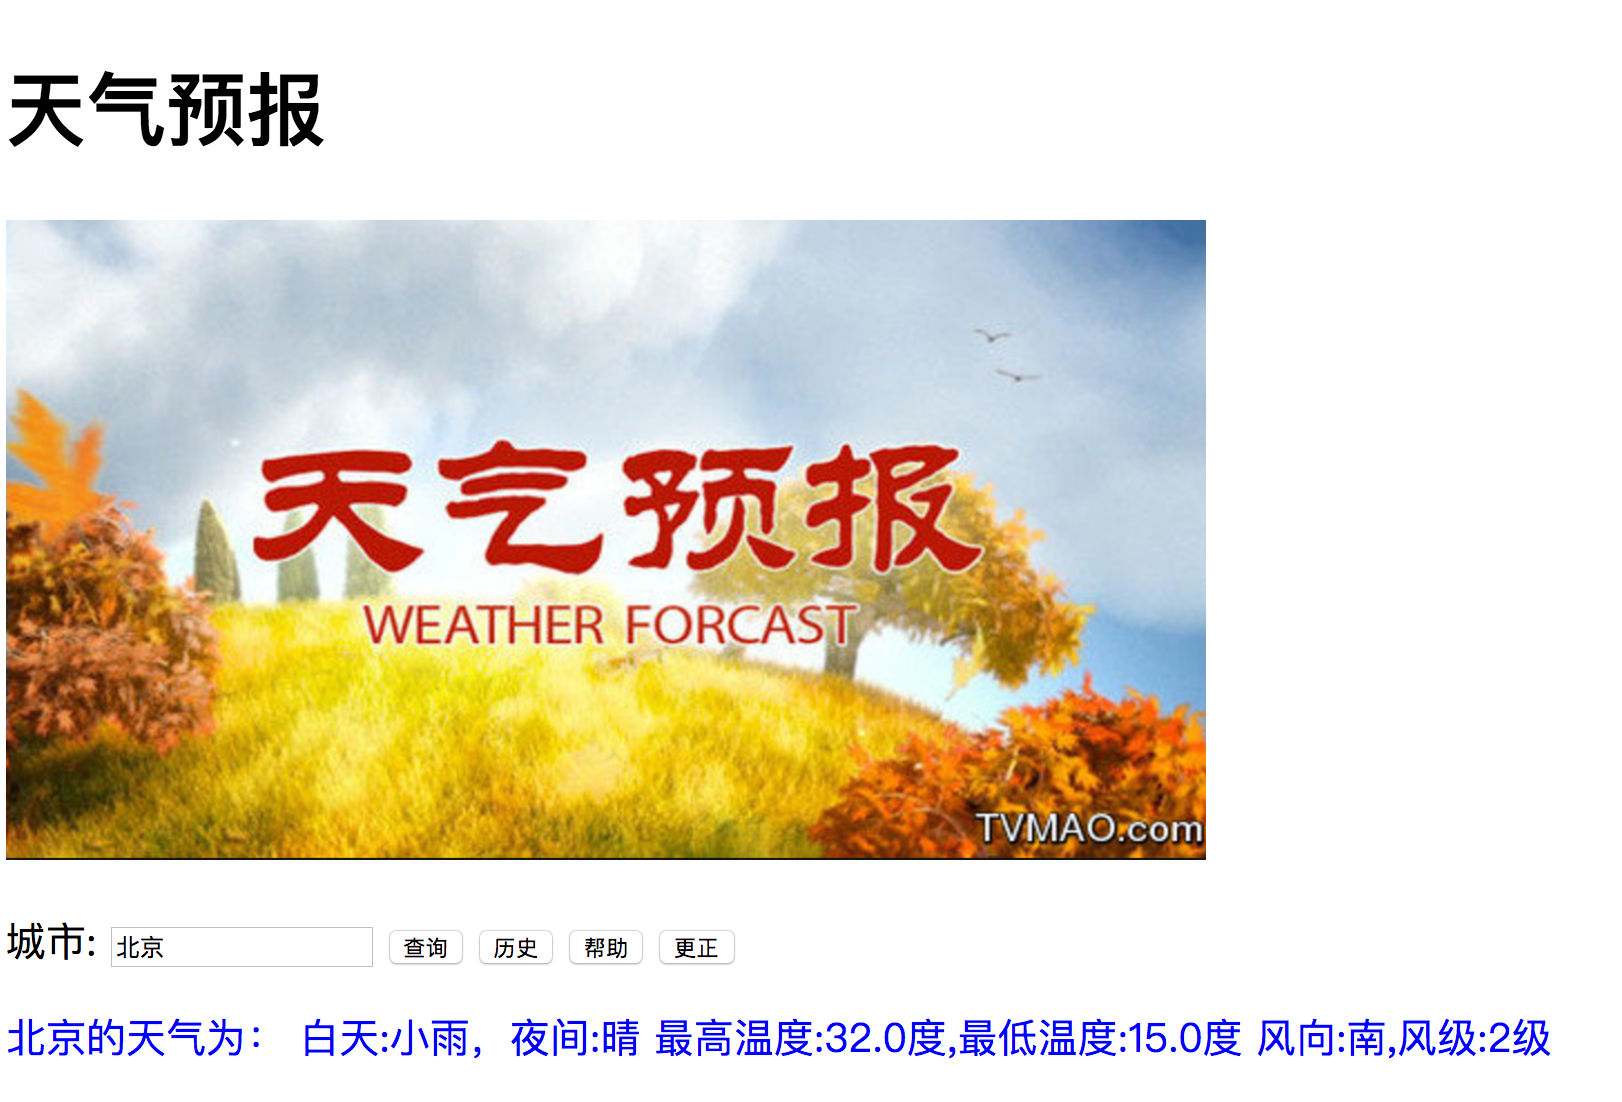 天气预报
天气预报
WEATHER FORCAST
TVMAO.com
城市: 北京 查询 历史 帮助 更正
北京的天气为： 白天:小雨，夜间:晴 最高温度:32.0度,最低温度:15.0度 风向:南,风级:2级